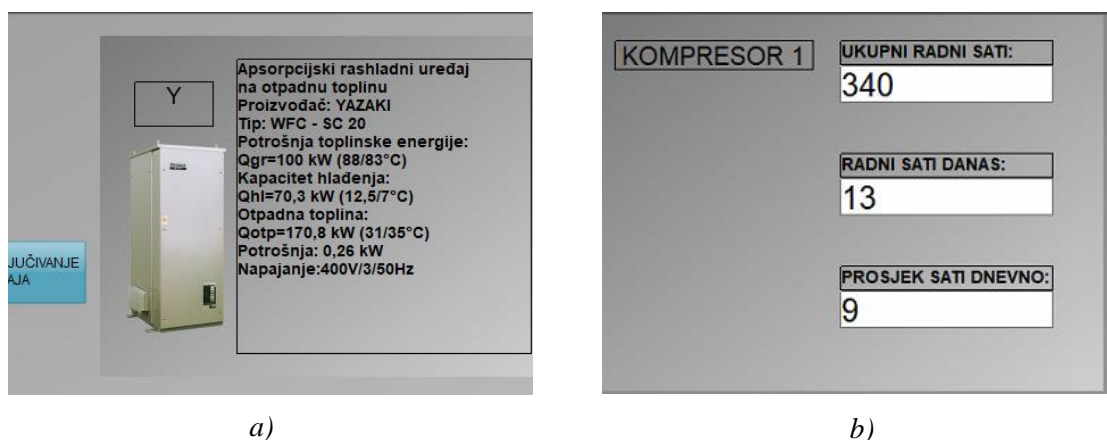 Y
Apsorpcijski rashladni uređaj
na otpadnu toplinu
Proizvođač: YAZAKI
Tip: WFC - SC 20
Potrošnja toplinske energije:
Qgr=100 kW (88/83°C)
Kapacitet hlađenja:
Qhl=70,3 kW (12,5/7°C)
Otpadna toplina:
Qotp=170,8 kW (31/35°C)
Potrošnja: 0,26 kW
Napajanje:400V/3/50Hz
JUČIVANJE
AJA
a)
KOMPRESOR 1
UKUPNI RADNI SATI:
340
RADNI SATI DANAS:
13
PROSJEK SATI DNEVNO:
9
b)